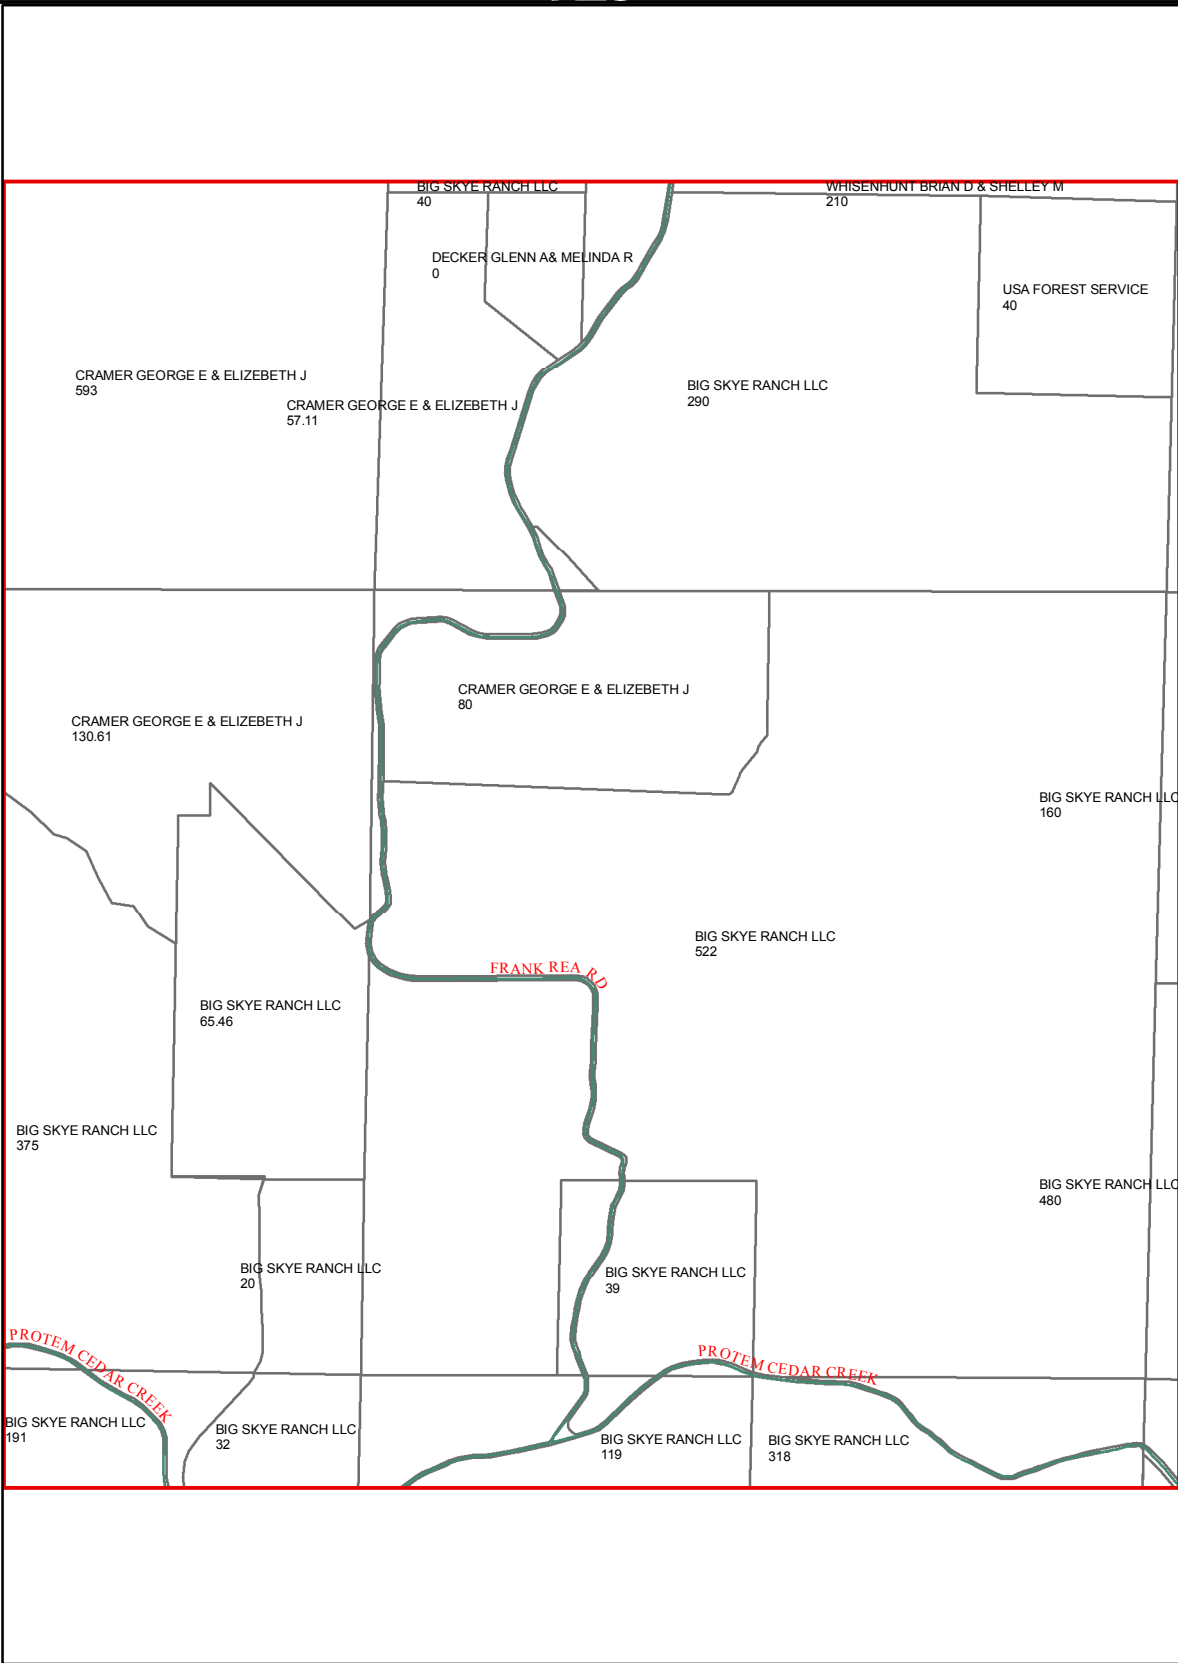 BIG SKYE RANCH LLC
40
WHISENHUNT BRIAN D & SHELLEY M
210
DECKER GLENN A& MELINDA R
0
USA FOREST SERVICE
40
CRAMER GEORGE E & ELIZEBETH J
593
BIG SKYE RANCH LLC
290
CRAMER GEORGE E & ELIZEBETH J
57.11
CRAMER GEORGE E & ELIZEBETH J
80
CRAMER GEORGE E & ELIZEBETH J
130.61
BIG SKYE RANCH LLC
160
BIG SKYE RANCH LLC
522
FRANK REA RD
BIG SKYE RANCH LLC
65.46
BIG SKYE RANCH LLC
375
BIG SKYE RANCH LLC
480
BIG SKYE RANCH LLC
20
BIG SKYE RANCH LLC
39
PROTEM CEDAR CREEK
PROTEM CEDAR CREEK
BIG SKYE RANCH LLC
191
BIG SKYE RANCH LLC
32
BIG SKYE RANCH LLC
119
BIG SKYE RANCH LLC
318